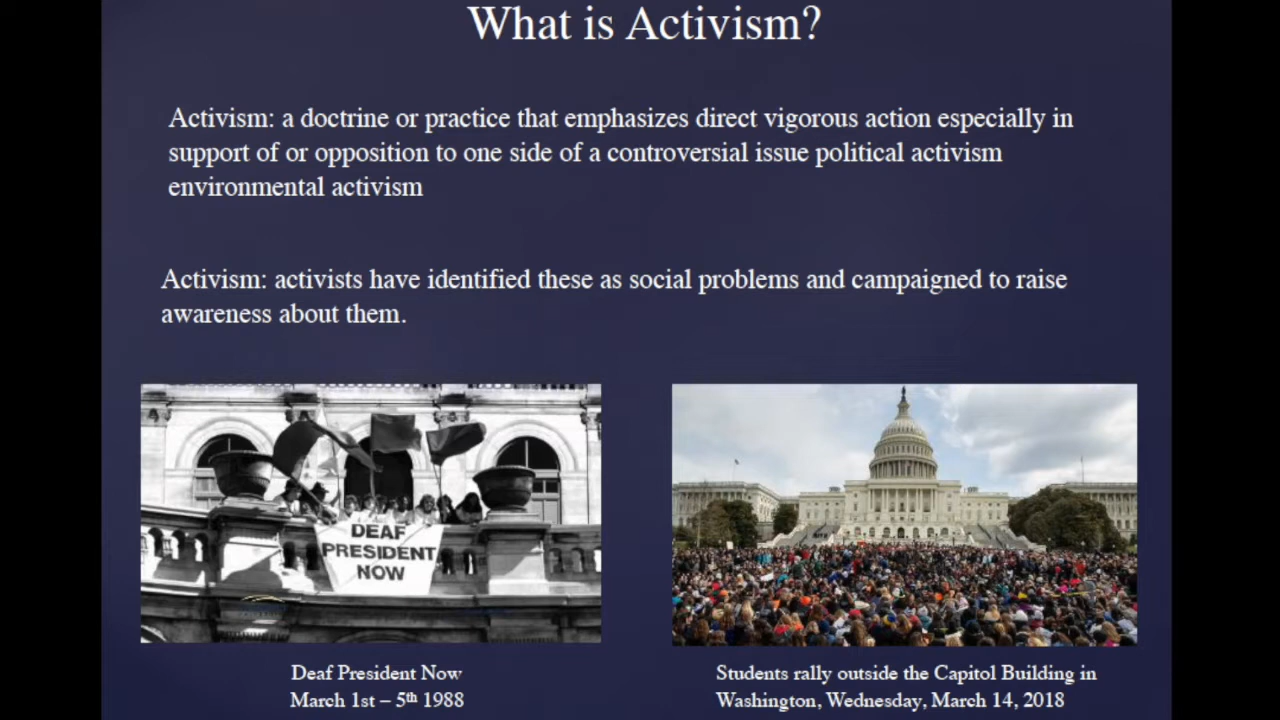 What is Activism?
Activism: a doctrine or practice that emphasizes direct vigorous action especially in
support of or opposition to one side of a controversial issue political activism
environmental activism
Activism: activists have identified these as social problems and campaigned to raise
awareness about them.
DEAF
PRESIDENT
NOW
Deaf President Now
March 1st – 5th 1988
Students rally outside the Capitol Building in
Washington, Wednesday, March 14, 2018